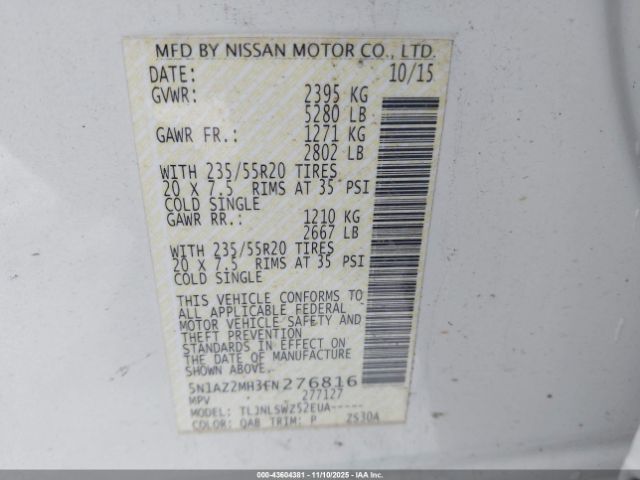 MFD BY NISSAN MOTOR CO., LTD.
DATE: 10/15
GVWR: 2395 KG
5280 LB
GAWR FR.: 1271 KG
2802 LB
WITH 235/55R20 TIRES
20 X 7.5 RIMS AT 35 PSI
COLD SINGLE
GAWR RR.: 1210 KG
2667 LB
WITH 235/55R20 TIRES
20 X 7.5 RIMS AT 35 PSI
COLD SINGLE
THIS VEHICLE CONFORMS TO
ALL APPLICABLE FEDERAL
MOTOR VEHICLE SAFETY AND
THEFT PREVENTION
STANDARDS IN EFFECT ON
THE DATE OF MANUFACTURE
SHOWN ABOVE.
5N1AZ2MH3FN276816
MPV 277127
MODEL: TLJNLSWZ52EUA-----
COLOR: QAB TRIM: P ZS30A
000-43604381 - 11/10/2025 - IAAI.COM